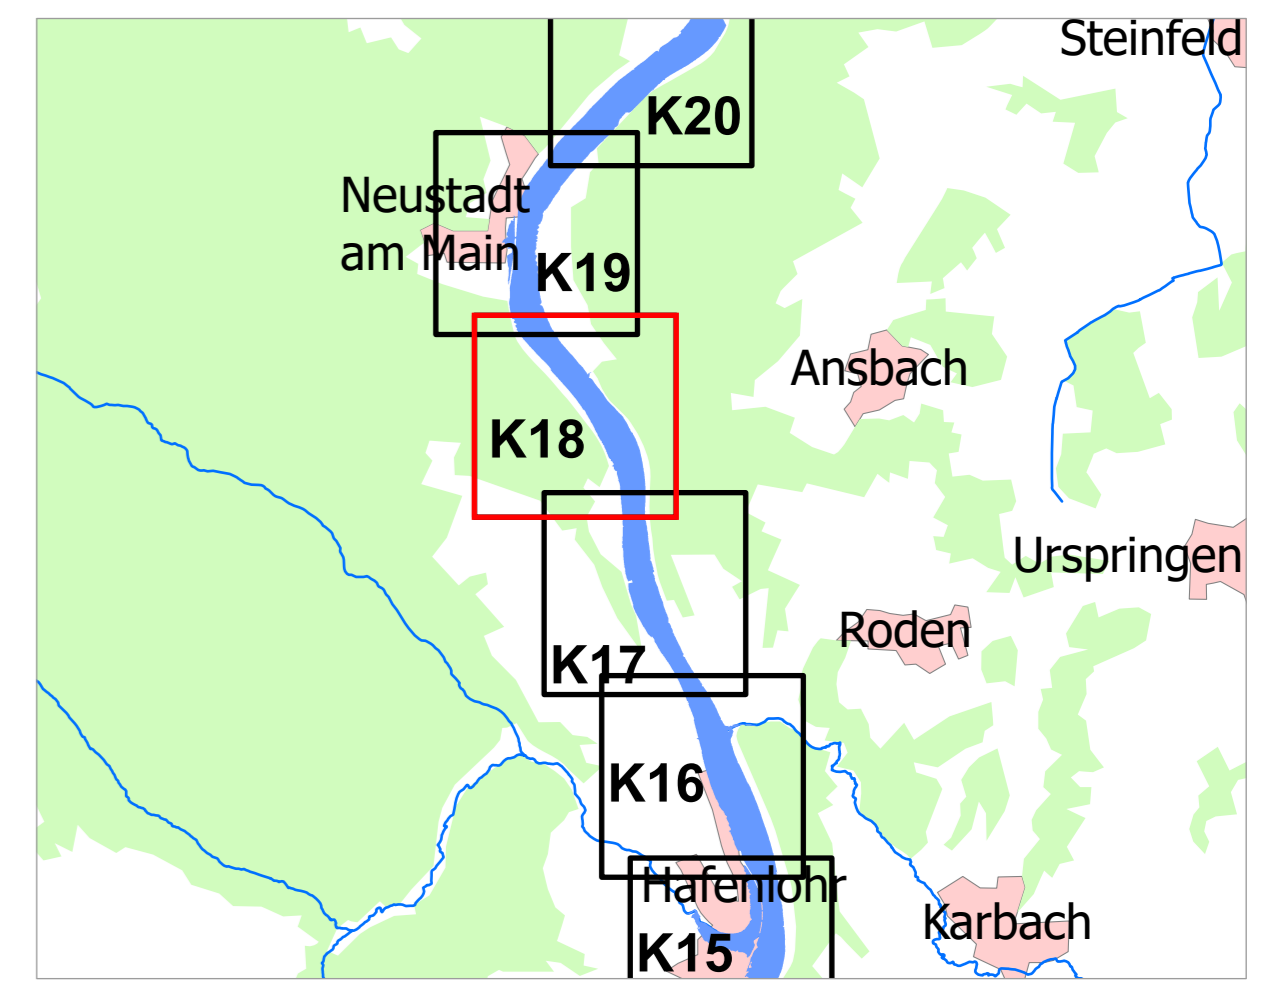 Steinfeld
K20
Neustadt
am Main
K19
Ansbach
K18
Urspringen
Roden
K17
K16
Hafenlohr
Karbach
K15